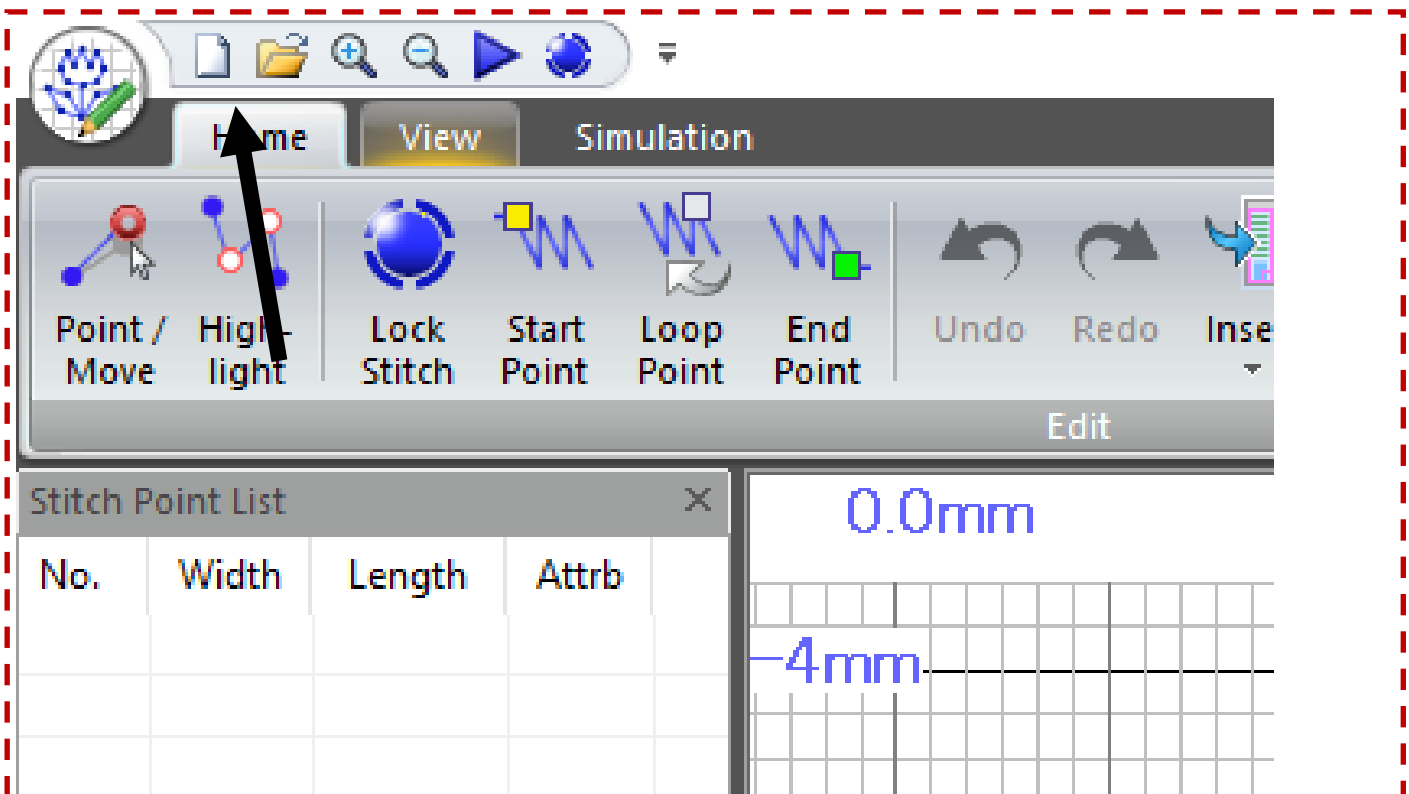 Home View Simulation
Point / High- Lock Start Loop End Undo Redo Inse
Move light Stitch Point Point Point
Edit
Stitch Point List
0.0mm
No. Width Length Attrb
-4mm